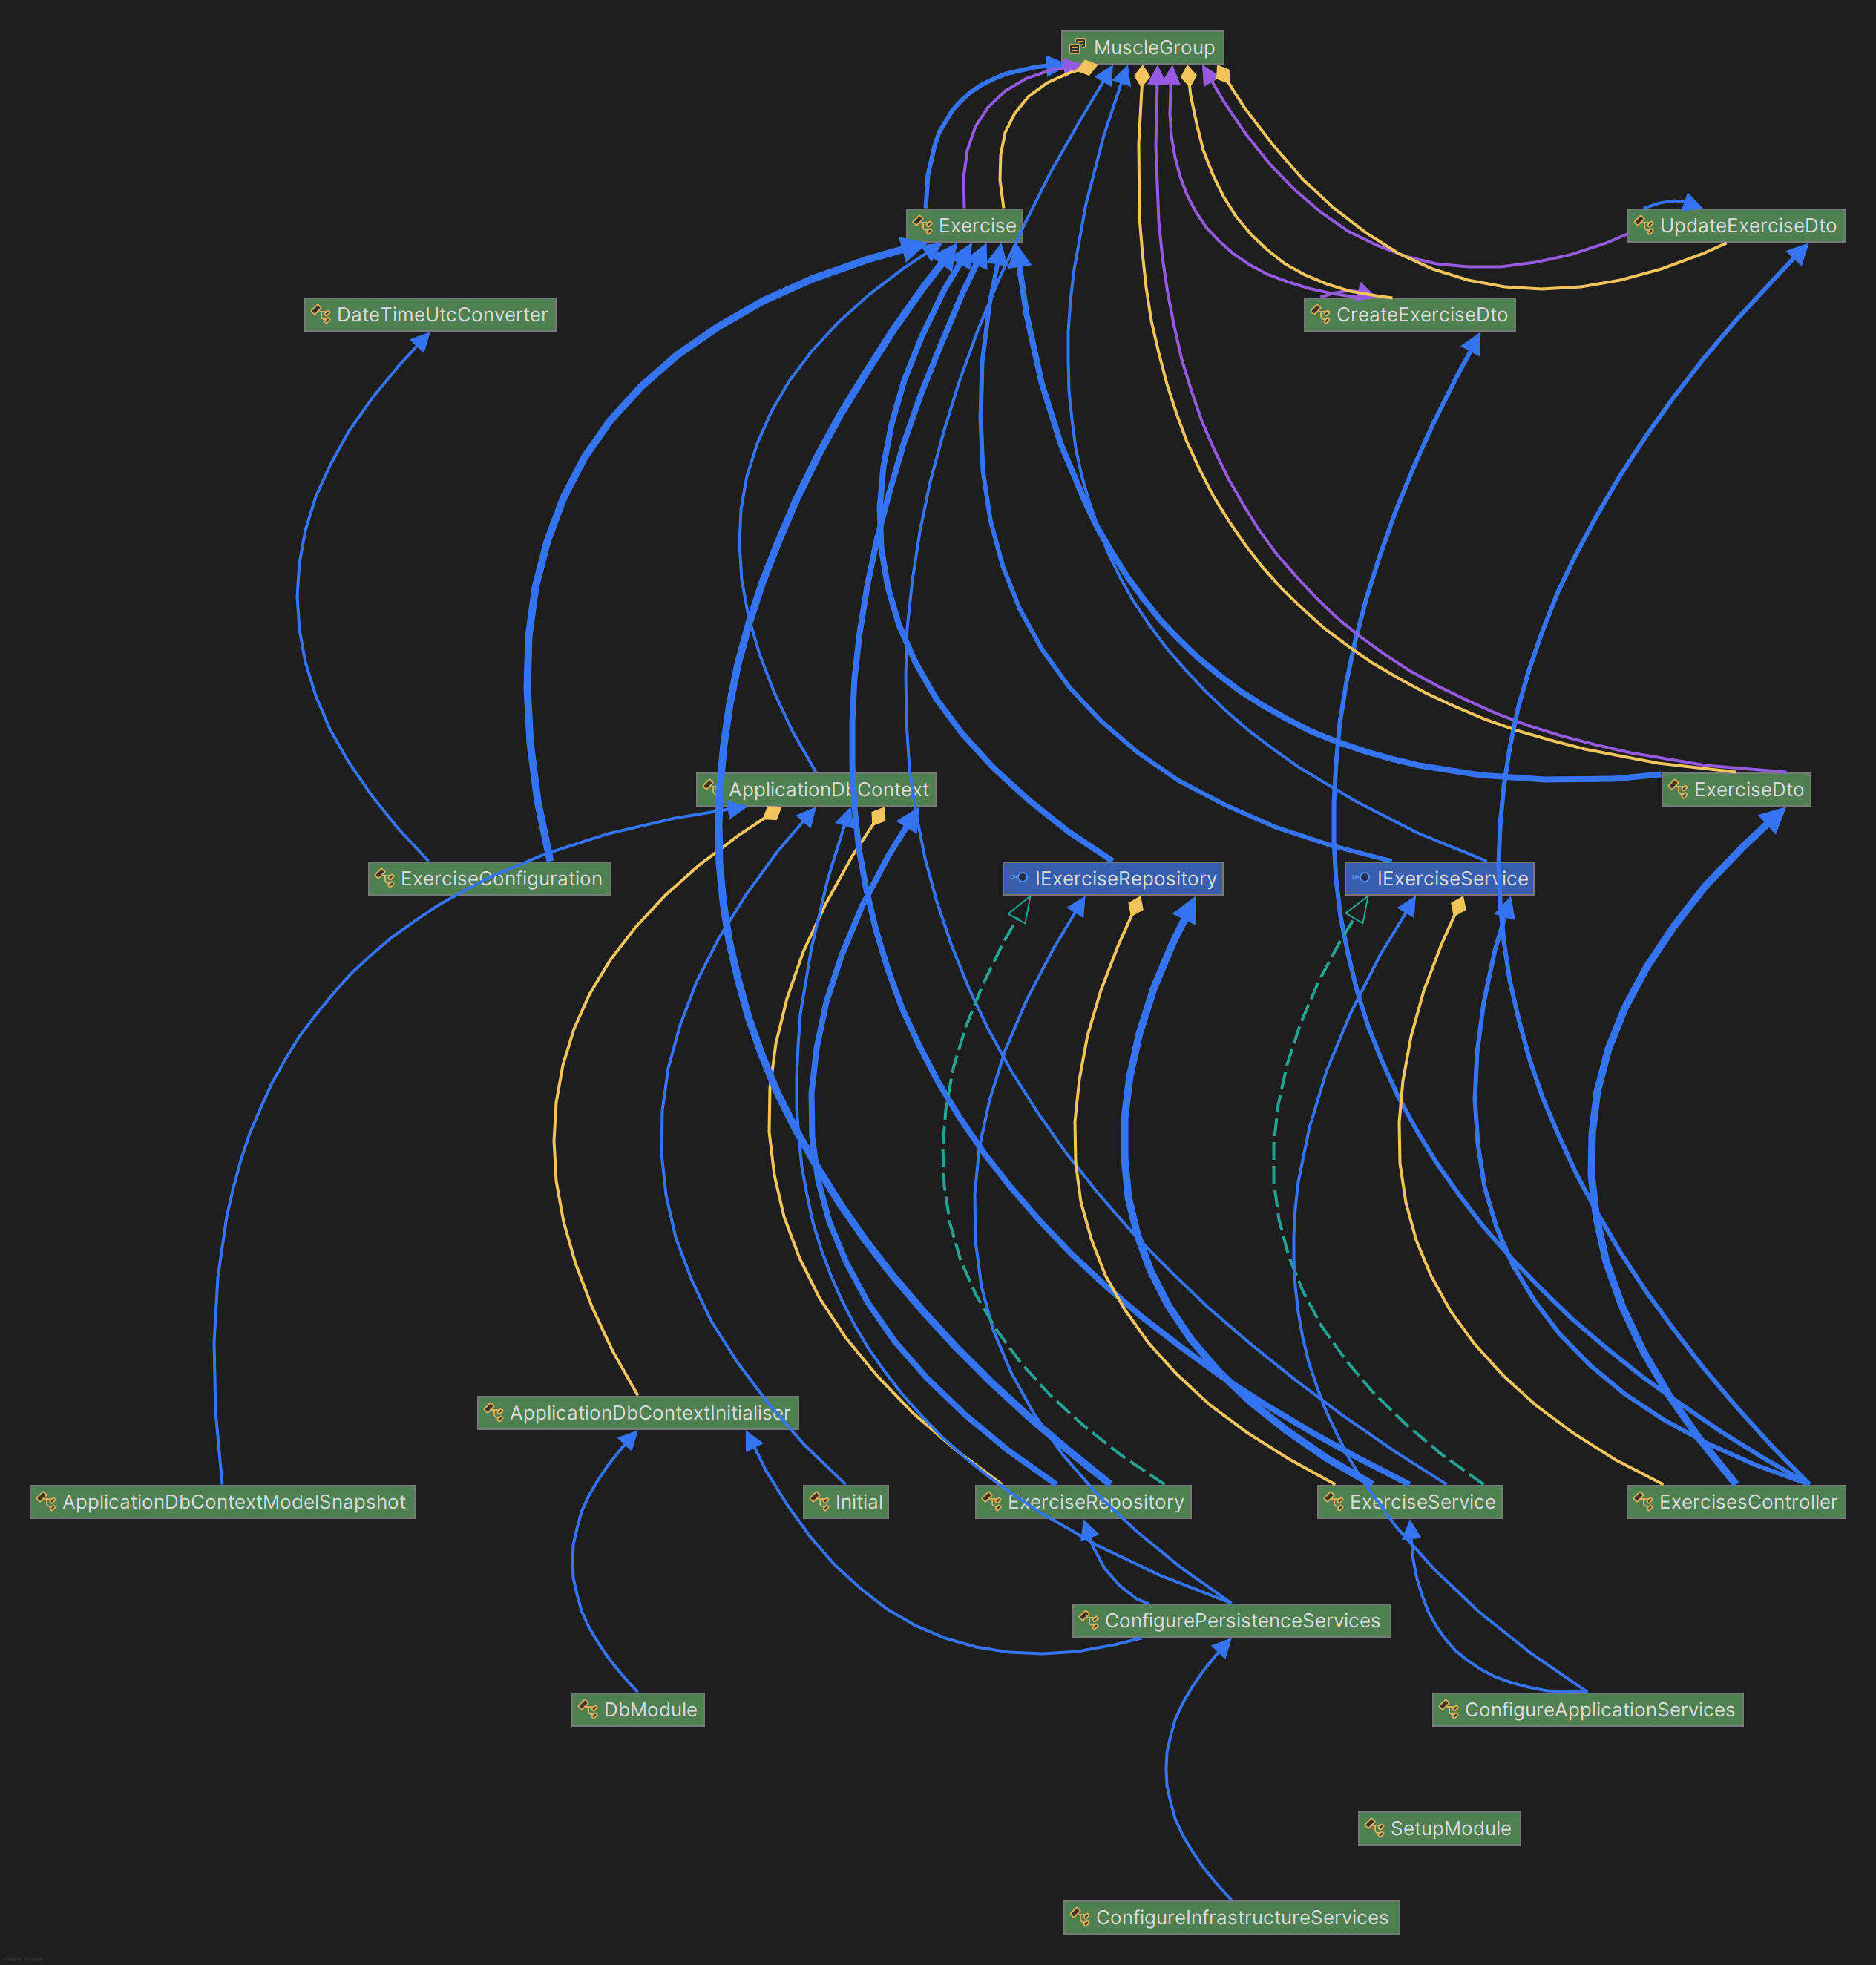 MuscleGroup
Exercise
UpdateExerciseDto
DateTimeUtcConverter
CreateExerciseDto
ApplicationDbContext
ExerciseDto
ExerciseConfiguration
IExerciseRepository
IExerciseService
ApplicationDbContextInitialiser
ApplicationDbContextModelSnapshot
Initial
ExerciseRepository
ExerciseService
ExercisesController
ConfigurePersistenceServices
DbModule
ConfigureApplicationServices
SetupModule
ConfigureInfrastructureServices